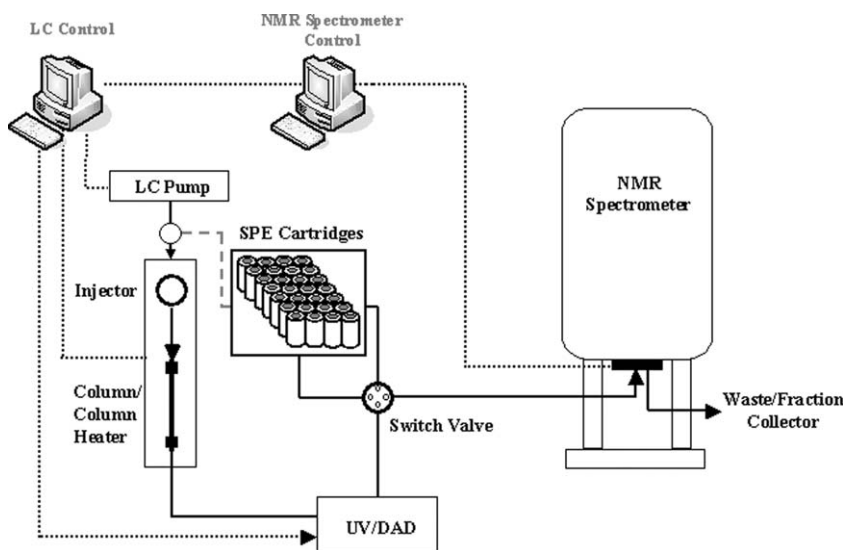 LC Control
NMR Spectrometer
Control
LC Pump
SPE Cartridges
NMR
Spectrometer
Injector
Column/
Column
Heater
Switch Valve
Waste/Fraction
Collector
UV/DAD